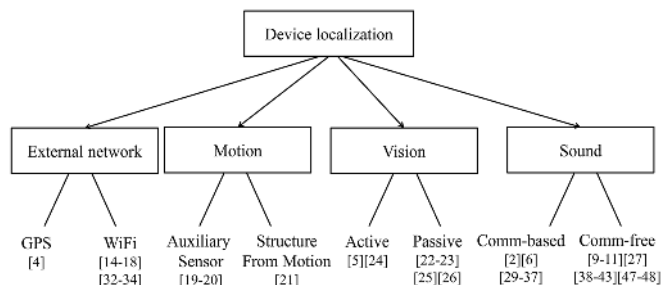 Device localization
External network
Motion
Vision
Sound
GPS
[4]
WiFi
[14-18]
[32-34]
Auxiliary
Sensor
[19-20]
Structure
From Motion
[21]
Active
[5][24]
Passive
[22-23]
[25][26]
Comm-based
[2][6]
[29-37]
Comm-free
[9-11][27]
[38-43][47-48]